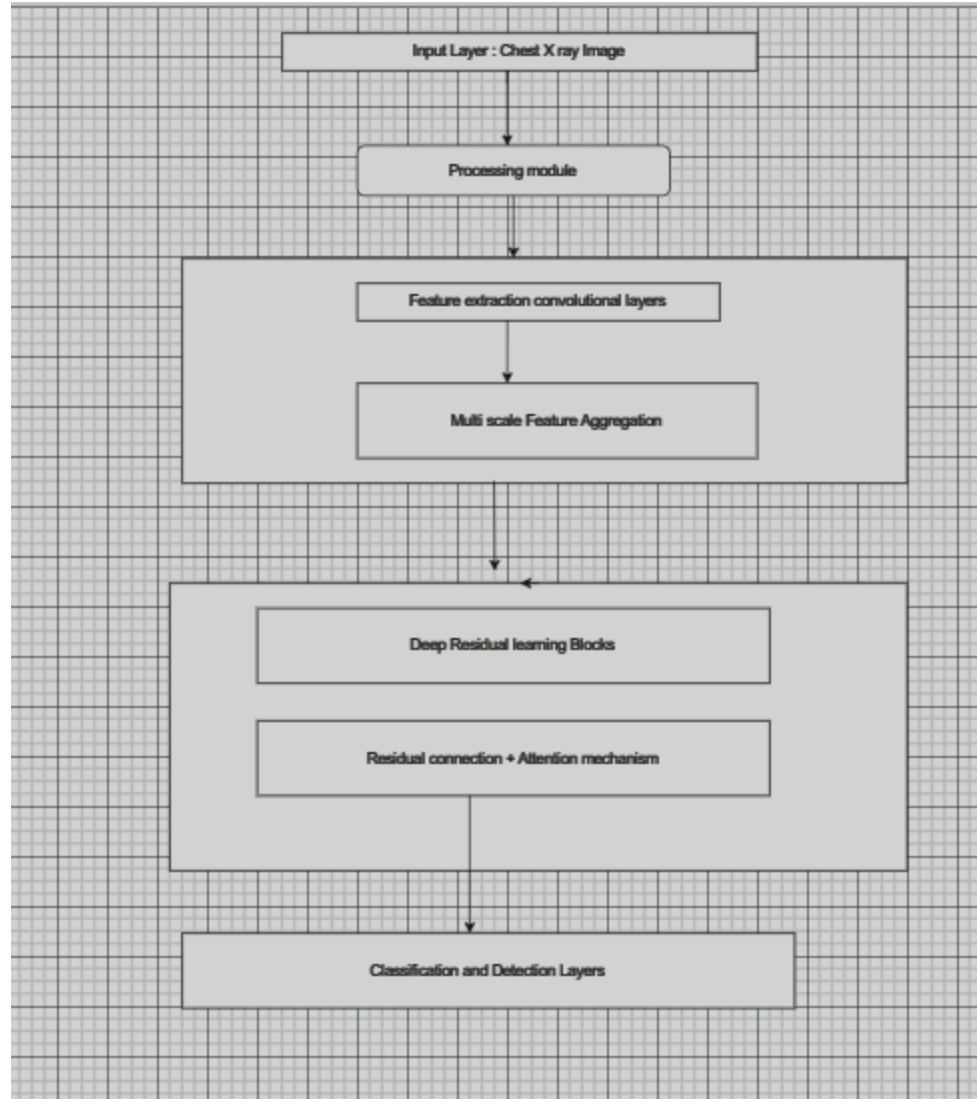 Input Layer : Chest X ray Image
Processing module
Feature extraction convolutional layers
Multi scale Feature Aggregation
Deep Residual learning Blocks
Residual connection + Attention mechanism
Classification and Detection Layers